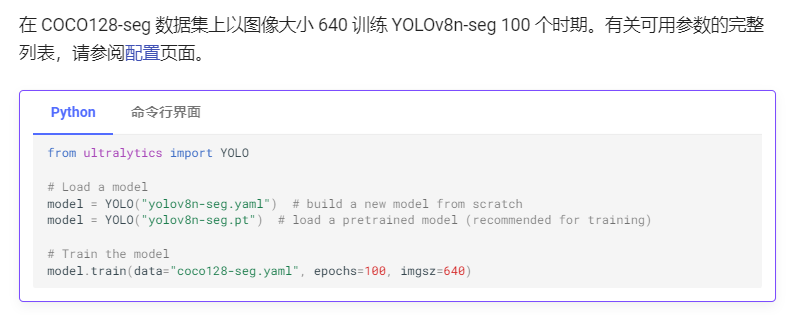 在 COCO128-seg 数据集上以图像大小 640 训练 YOLOv8n-seg 100 个时期。有关可用参数的完整
列表，请参阅配置页面。
Python 命令行界面
from ultralytics import YOLO
# Load a model
model = YOLO("yolov8n-seg.yaml")  # build a new model from scratch
model = YOLO("yolov8n-seg.pt")  # load a pretrained model (recommended for training)
# Train the model
model.train(data="coco128-seg.yaml", epochs=100, imgsz=640)